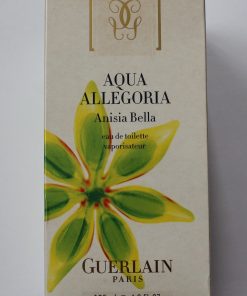 AQUA
ALLEGORIA
Anisia Bella
eau de toilette
vaporisateur
GUERLAIN
PARIS